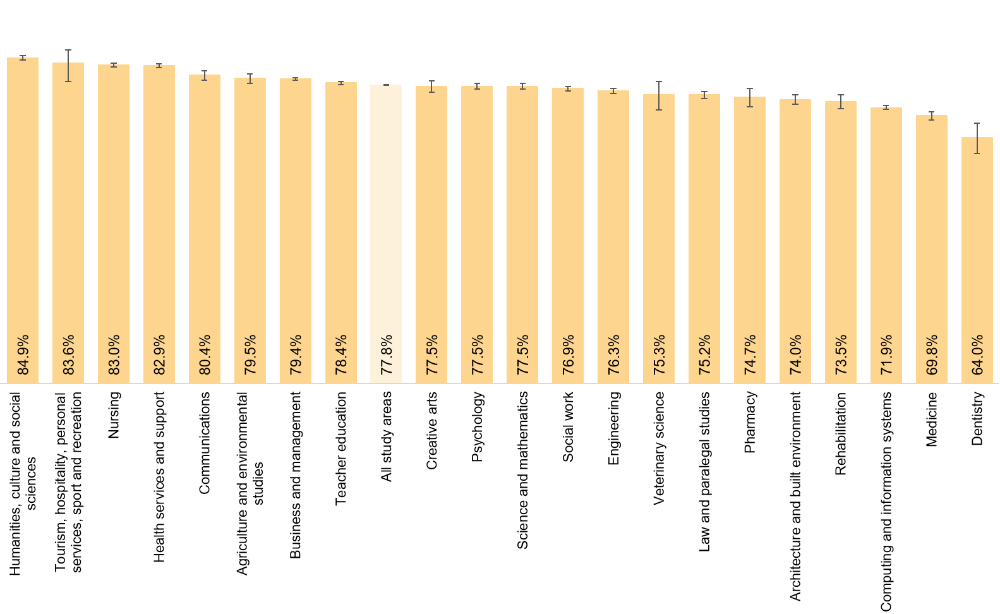 84.9%
83.6%
83.0%
82.9%
80.4%
79.5%
79.4%
78.4%
77.8%
77.5%
77.5%
77.5%
76.9%
76.3%
75.3%
75.2%
74.7%
74.0%
73.5%
71.9%
69.8%
64.0%
Humanities, culture and social
sciences
Tourism, hospitality, personal
services, sport and recreation
Nursing
Health services and support
Communications
Agriculture and environmental
studies
Business and management
Teacher education
All study areas
Creative arts
Psychology
Science and mathematics
Social work
Engineering
Veterinary science
Law and paralegal studies
Pharmacy
Architecture and built environment
Rehabilitation
Computing and information systems
Medicine
Dentistry